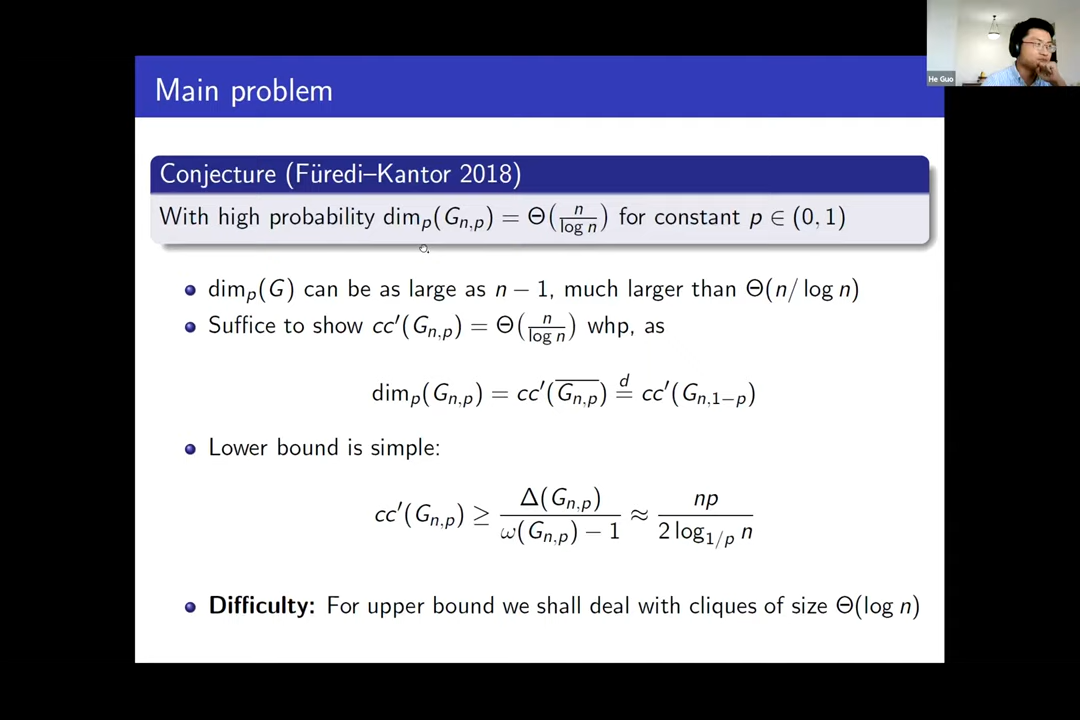 He Guo
Main problem
Conjecture (Füredi–Kantor 2018)
With high probability dim_p(G_{n,p}) = Θ(n/log n) for constant p ∈ (0, 1)
dim_p(G) can be as large as n − 1, much larger than Θ(n/ log n)
Suffice to show cc′(G_{n,p}) = Θ(n/log n) whp, as
dim_p(G_{n,p}) = cc′(\overline{G_{n,p}}) \overset{d}{=} cc′(G_{n,1−p})
Lower bound is simple:
cc′(G_{n,p}) ≥ Δ(G_{n,p})/(ω(G_{n,p}) − 1) ≈ np/(2 log_{1/p} n)
Difficulty: For upper bound we shall deal with cliques of size Θ(log n)